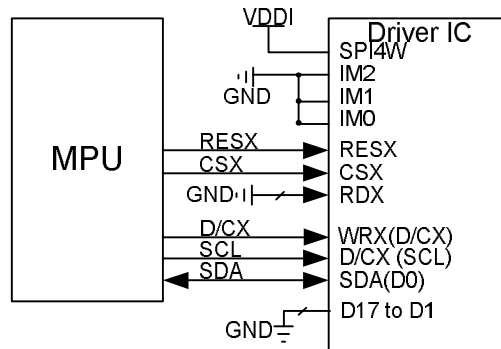 VDDI
Driver IC
SPI4W
IM2
GND
IM1
IM0
MPU
RESX
RESX
CSX
CSX
GND
RDX
D/CX
WRX(D/CX)
SCL
D/CX (SCL)
SDA
SDA(D0)
D17 to D1
GND